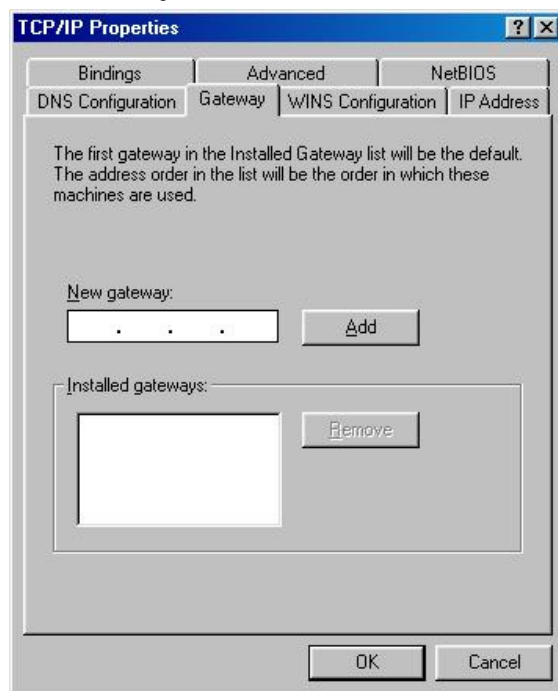 TCP/IP Properties
? ×
Bindings
Advanced
NetBIOS
DNS Configuration
Gateway
WINS Configuration
IP Address
The first gateway in the Installed Gateway list will be the default.
The address order in the list will be the order in which these
machines are used.
New gateway:
. . .
Add
Installed gateways:
Remove
OK
Cancel